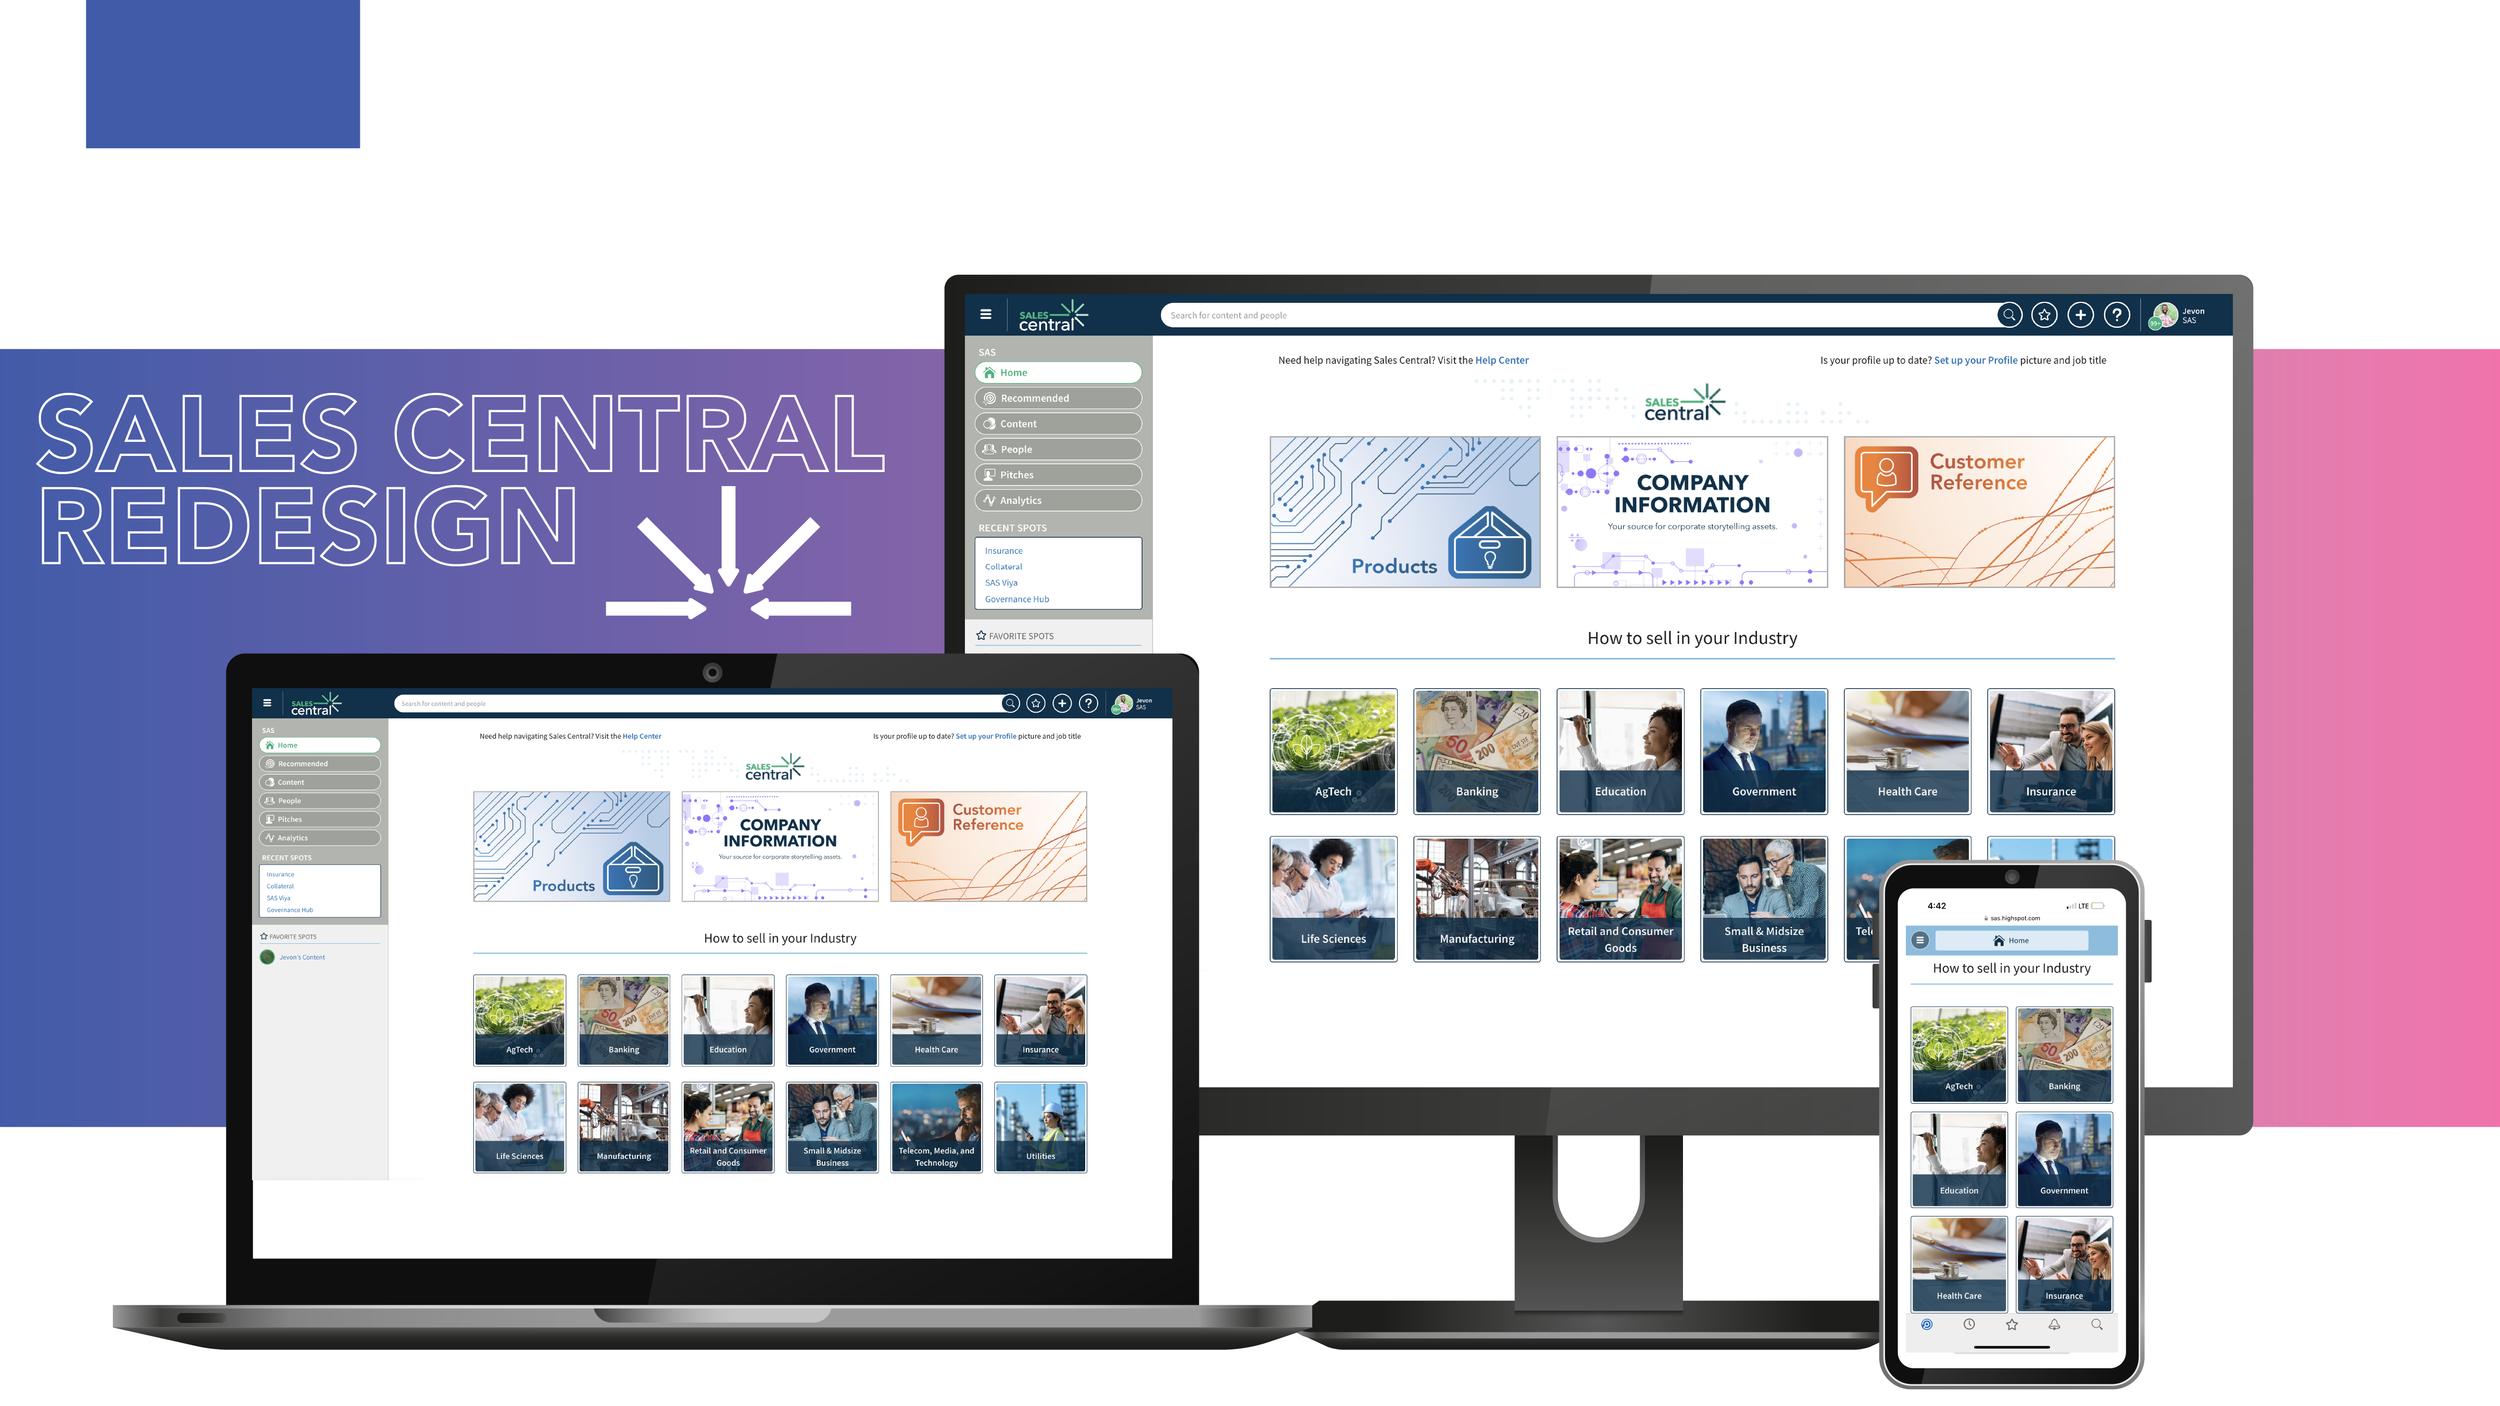 SALES CENTRAL
REDESIGN
SALES
central
Search for content and people
Jevon
SAS
99+
SAS
Home
Recommended
Content
People
Pitches
Analytics
RECENT SPOTS
Insurance
Collateral
SAS Viya
Governance Hub
FAVORITE SPOTS
Need help navigating Sales Central? Visit the Help Center
Is your profile up to date? Set up your Profile picture and job title
SALES
central
Products
COMPANY
INFORMATION
Your source for corporate storytelling assets.
Customer
Reference
How to sell in your Industry
AgTech
Banking
Education
Government
Health Care
Insurance
Life Sciences
Manufacturing
Retail and Consumer
Goods
Small & Midsize
Business
Tele
SALES
central
Search for content and people
Jevon
SAS
SAS
Home
Recommended
Content
People
Pitches
Analytics
RECENT SPOTS
Insurance
Collateral
SAS Viya
Governance Hub
FAVORITE SPOTS
Jevon's Content
Need help navigating Sales Central? Visit the Help Center
Is your profile up to date? Set up your Profile picture and job title
SALES
central
Products
COMPANY
INFORMATION
Your source for corporate storytelling assets.
Customer
Reference
How to sell in your Industry
AgTech
Banking
Education
Government
Health Care
Insurance
Life Sciences
Manufacturing
Retail and Consumer
Goods
Small & Midsize
Business
Telecom, Media, and
Technology
Utilities
4:42
LTE
sas.highspot.com
Home
How to sell in your Industry
AgTech
Banking
Education
Government
Health Care
Insurance